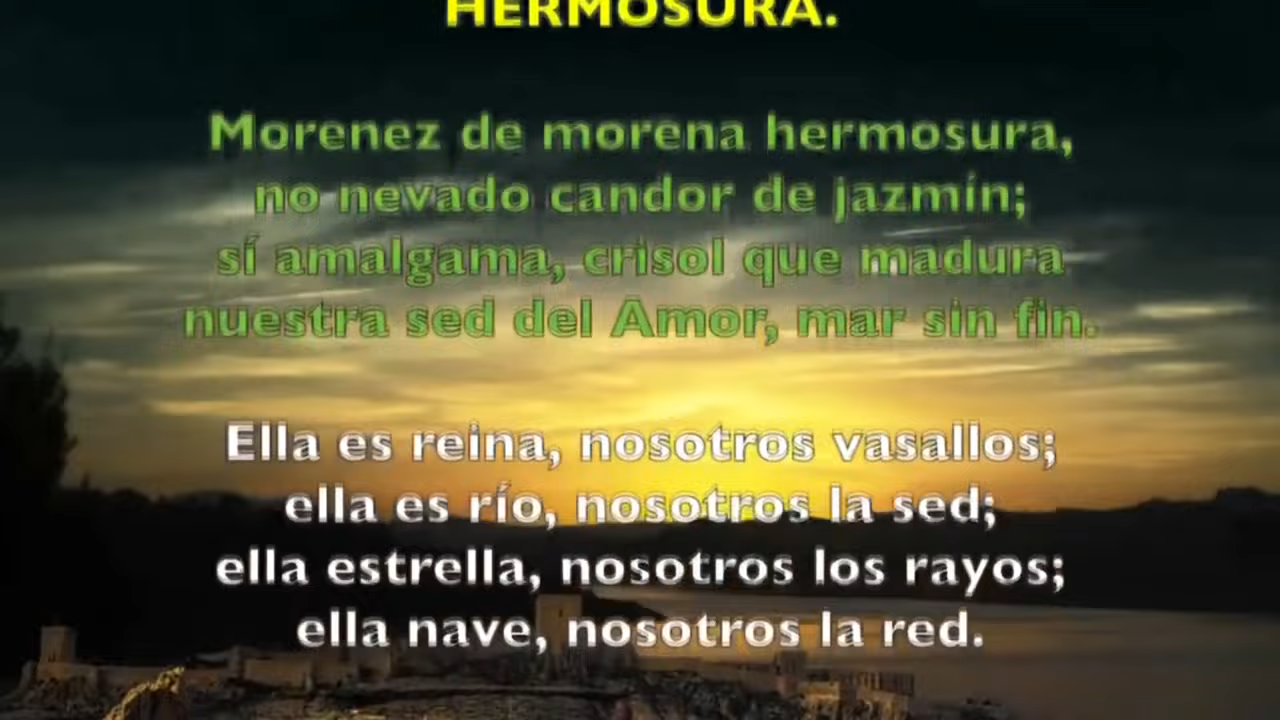 HERMOSURA.
Morenez de morena hermosura,
no nevado candor de jazmín;
sí amalgama, crisol que madura
nuestra sed del Amor, mar sin fin.
Ella es reina, nosotros vasallos;
ella es río, nosotros la sed;
ella estrella, nosotros los rayos;
ella nave, nosotros la red.